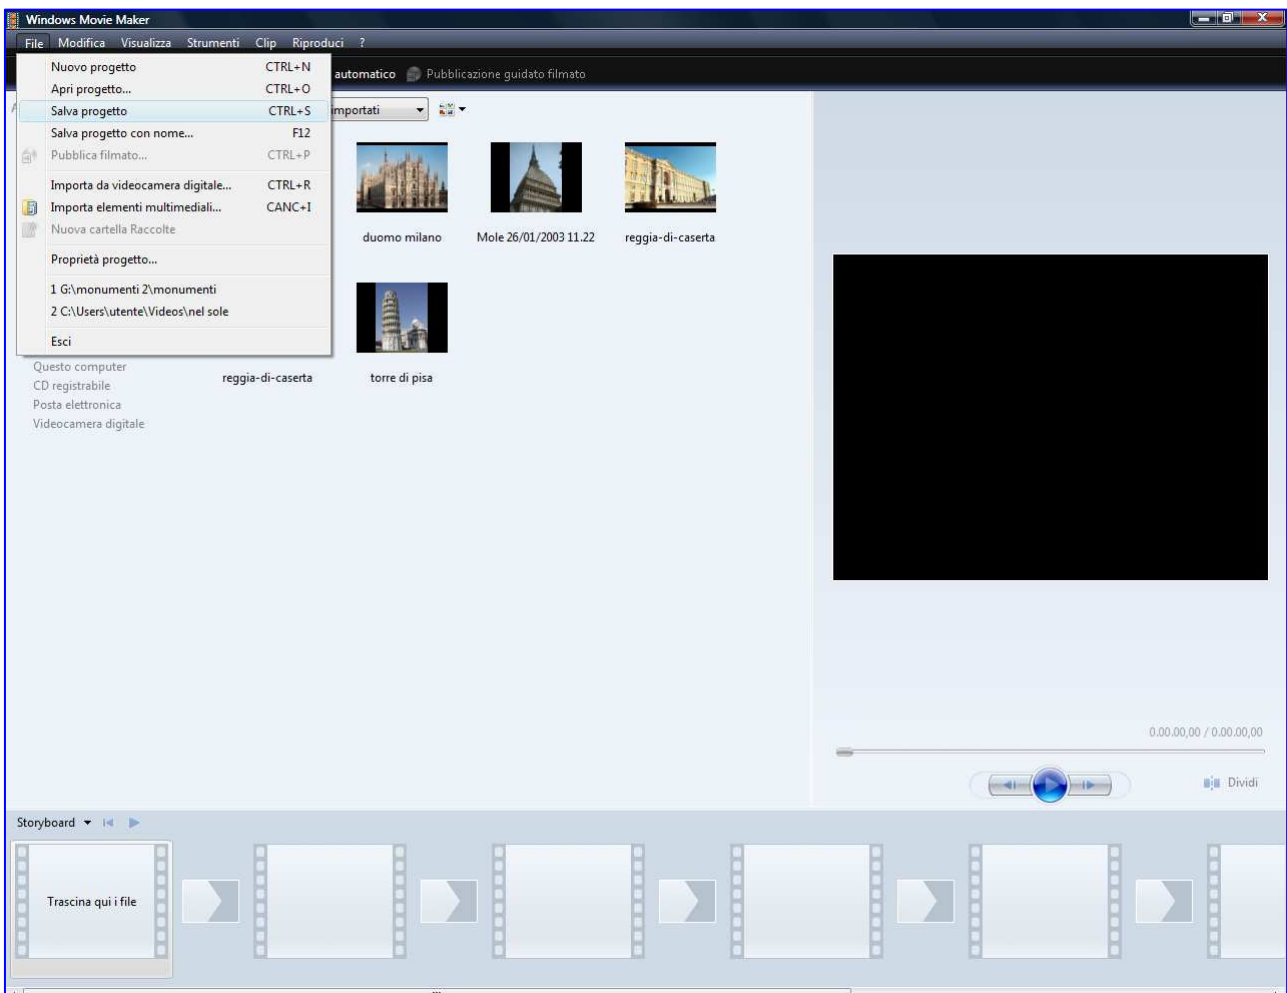 Windows Movie Maker
File Modifica Visualizza Strumenti Clip Riproduci ?
automatico Pubblicazione guidato filmato
importati
Nuovo progetto CTRL+N
Apri progetto... CTRL+O
Salva progetto CTRL+S
Salva progetto con nome... F12
Pubblica filmato... CTRL+P
Importa da videocamera digitale... CTRL+R
Importa elementi multimediali... CANC+I
Nuova cartella Raccolte
Proprietà progetto...
1 G:\monumenti 2\monumenti
2 C:\Users\utente\Videos\nel sole
Esci
Questo computer
CD registrabile
Posta elettronica
Videocamera digitale
duomo milano
Mole 26/01/2003 11.22
reggia-di-caserta
reggia-di-caserta
torre di pisa
0.00.00,00 / 0.00.00,00
Dividi
Storyboard
Trascina qui i file